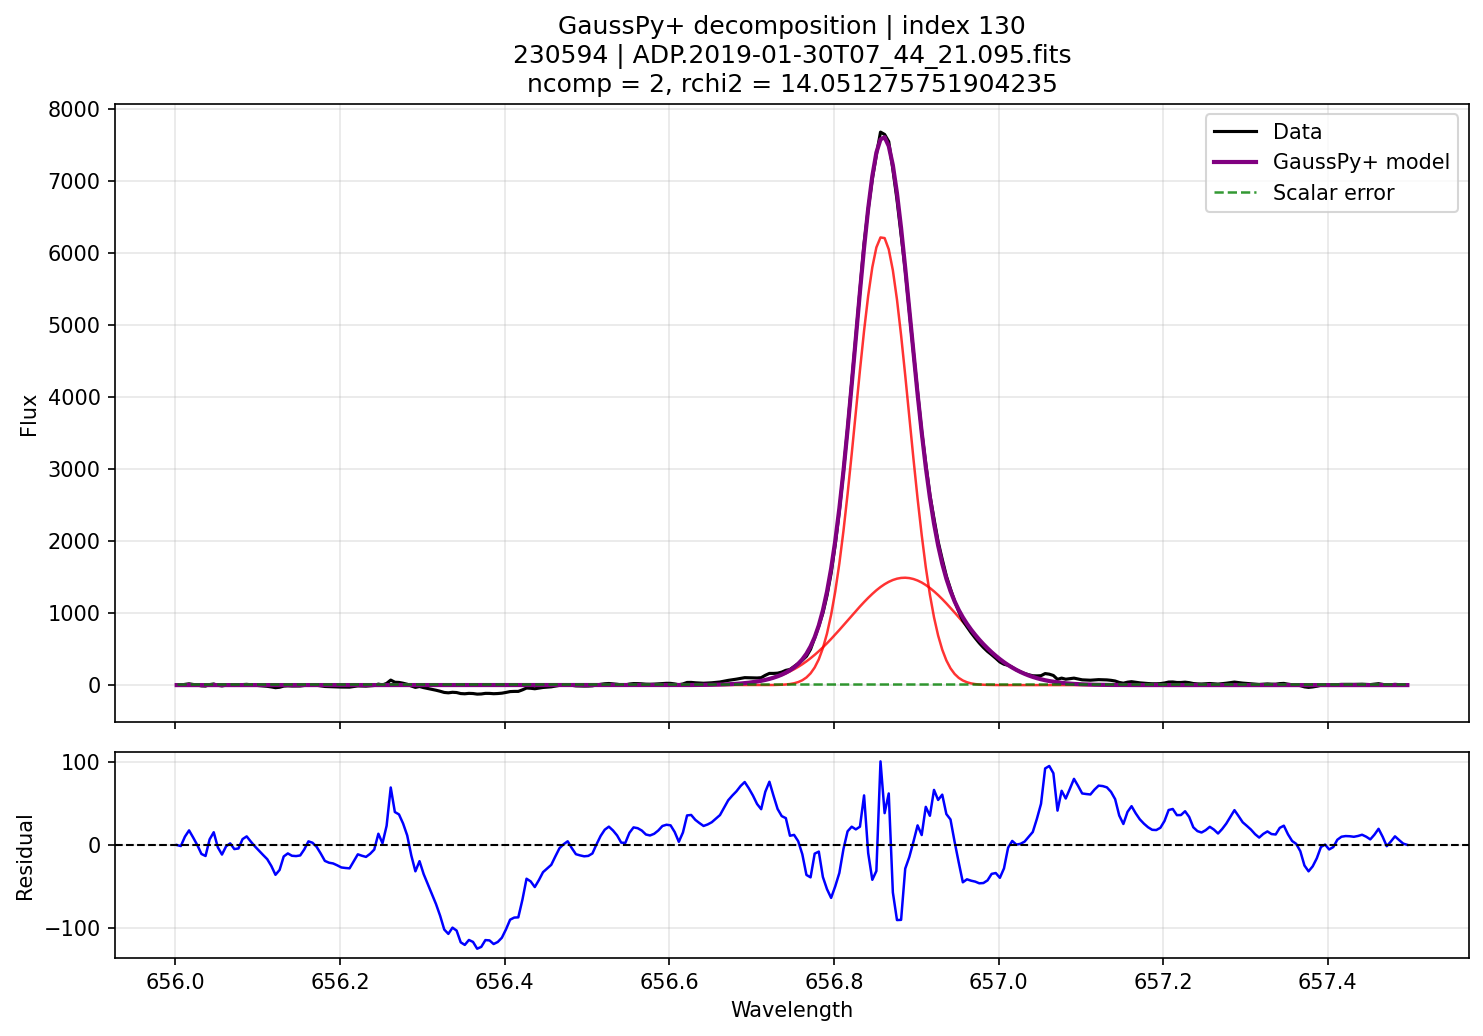 GaussPy+ decomposition | index 130
230594 | ADP.2019-01-30T07_44_21.095.fits
ncomp = 2, rchi2 = 14.051275751904235
8000
7000
6000
5000
4000
3000
2000
1000
0
Flux
Data
GaussPy+ model
Scalar error
100
0
−100
Residual
656.0
656.2
656.4
656.6
656.8
657.0
657.2
657.4
Wavelength